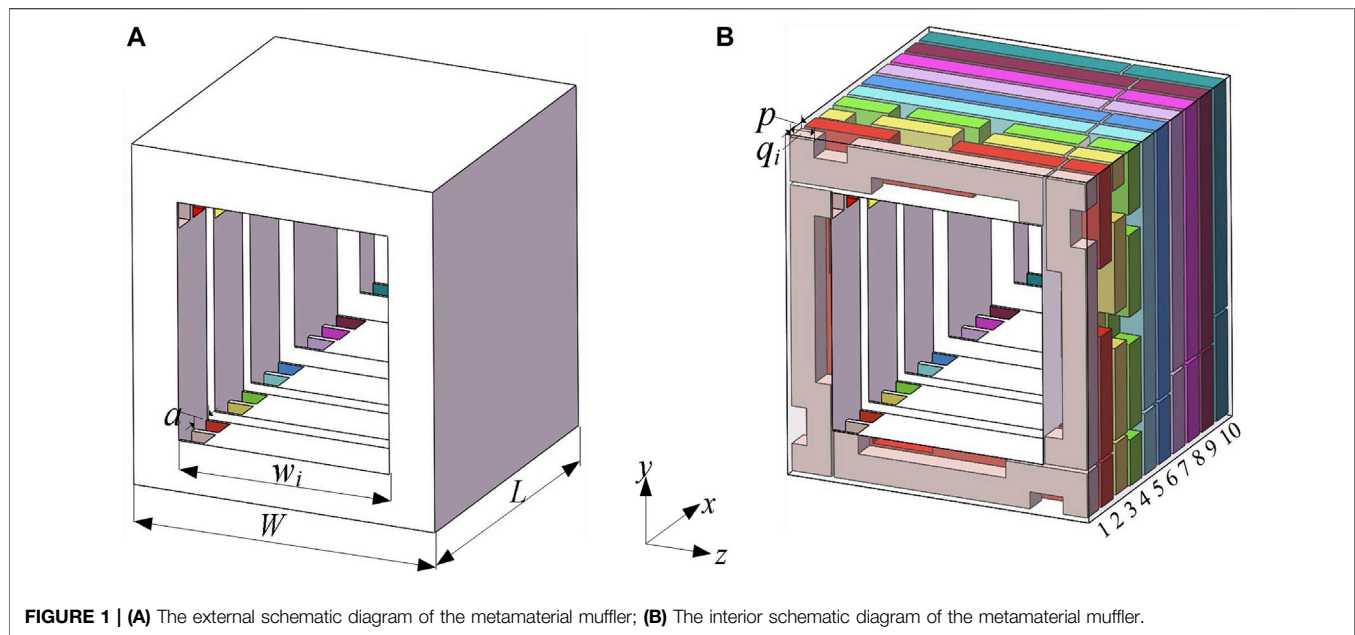 A
B
p
q_i
a
w_i
L
W
y
x
z
1 2 3 4 5 6 7 8 9 10
FIGURE 1 | (A) The external schematic diagram of the metamaterial muffler; (B) The interior schematic diagram of the metamaterial muffler.